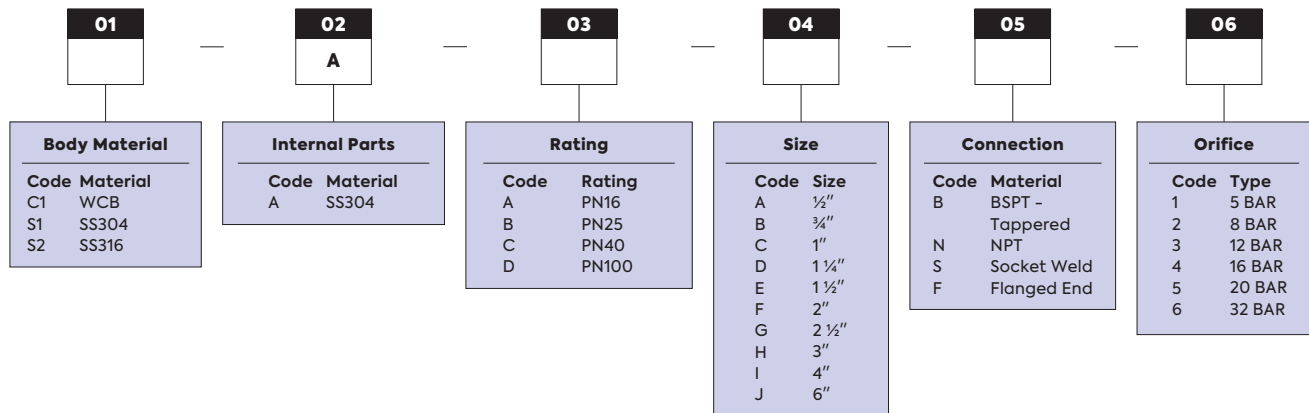 01 — 02 — 03 — 04 — 05 — 06
A
Body Material
Code Material
C1 WCB
S1 SS304
S2 SS316
Internal Parts
Code Material
A SS304
Rating
Code Rating
A PN16
B PN25
C PN40
D PN100
Size
Code Size
A ½"
B ¾"
C 1"
D 1 ¼"
E 1 ½"
F 2"
G 2 ½"
H 3"
I 4"
J 6"
Connection
Code Material
B BSPT -
Tappered
N NPT
S Socket Weld
F Flanged End
Orifice
Code Type
1 5 BAR
2 8 BAR
3 12 BAR
4 16 BAR
5 20 BAR
6 32 BAR